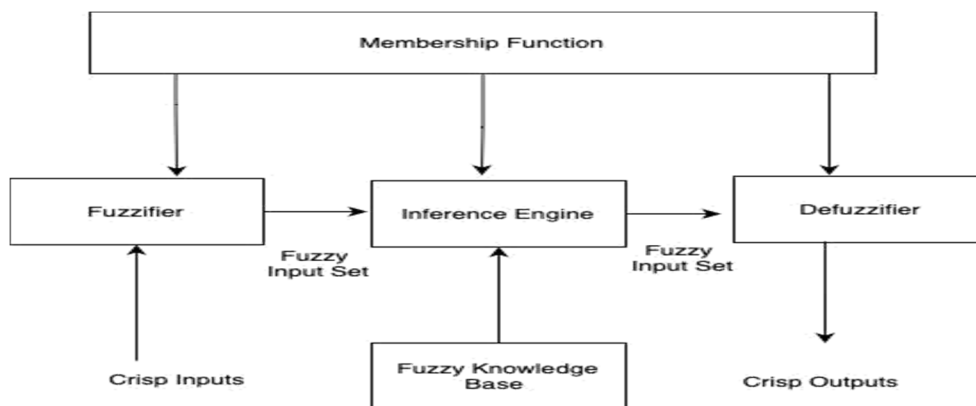 Membership Function
Fuzzifier
Inference Engine
Defuzzifier
Fuzzy
Input Set
Fuzzy
Input Set
Crisp Inputs
Fuzzy Knowledge
Base
Crisp Outputs